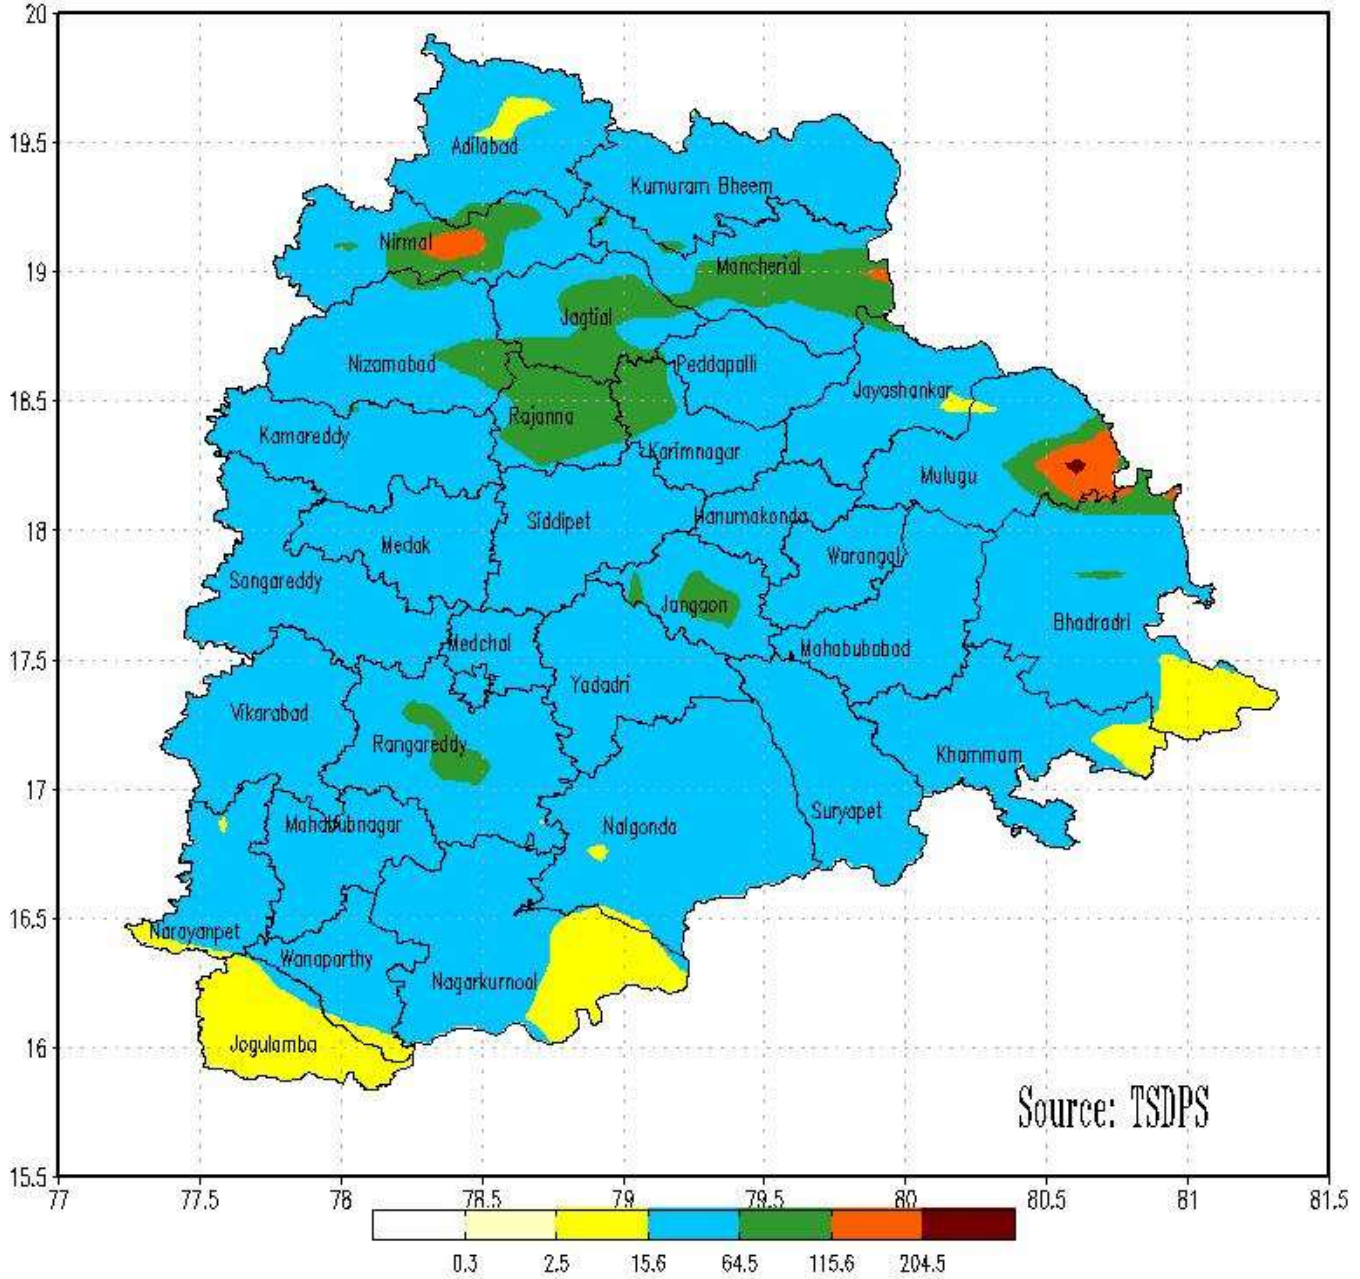 20
19.5
19
18.5
18
17.5
17
16.5
16
15.5
Adilabad
Kumuram Bheem
Nirmal
Mancherial
Jagtial
Nizamabad
Peddapalli
Jayashankar
Rajanna
Kamareddy
Karimnagar
Mulugu
Siddipet
Hanumakonda
Medak
Warangal
Sangareddy
Jangaon
Bhadradri
Medchal
Mahabubabad
Yadadri
Vikarabad
Rangareddy
Khammam
Suryapet
Mahabubnagar
Nalgonda
Narayanpet
Wanaparthy
Nagarkurnool
Jogulamba
Source: TSDPS
77 77.5 78 78.5 79 79.5 80 80.5 81 81.5
0.3 2.5 15.6 64.5 115.6 204.5